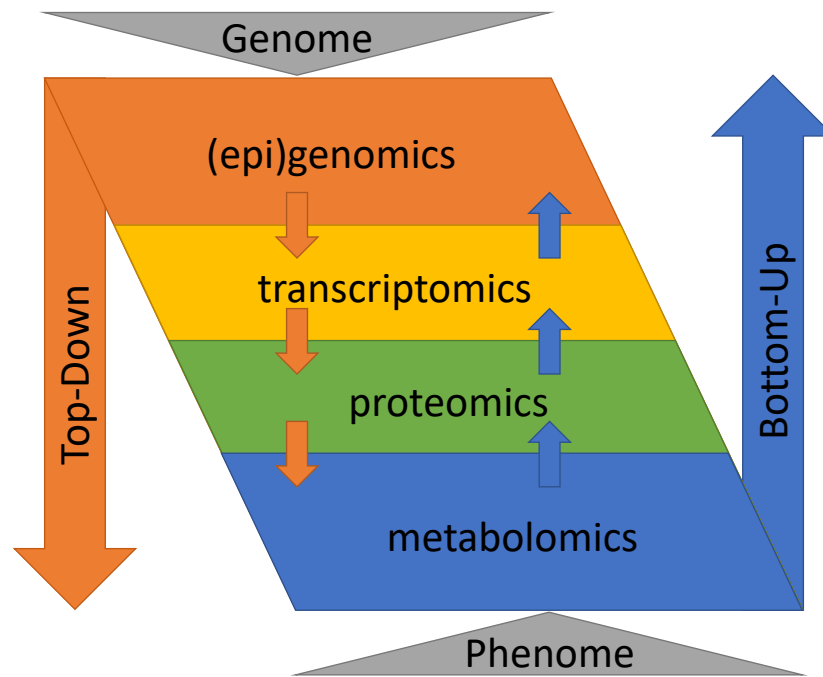 Genome
(epi)genomics
transcriptomics
proteomics
metabolomics
Phenome
Top-Down
Bottom-Up